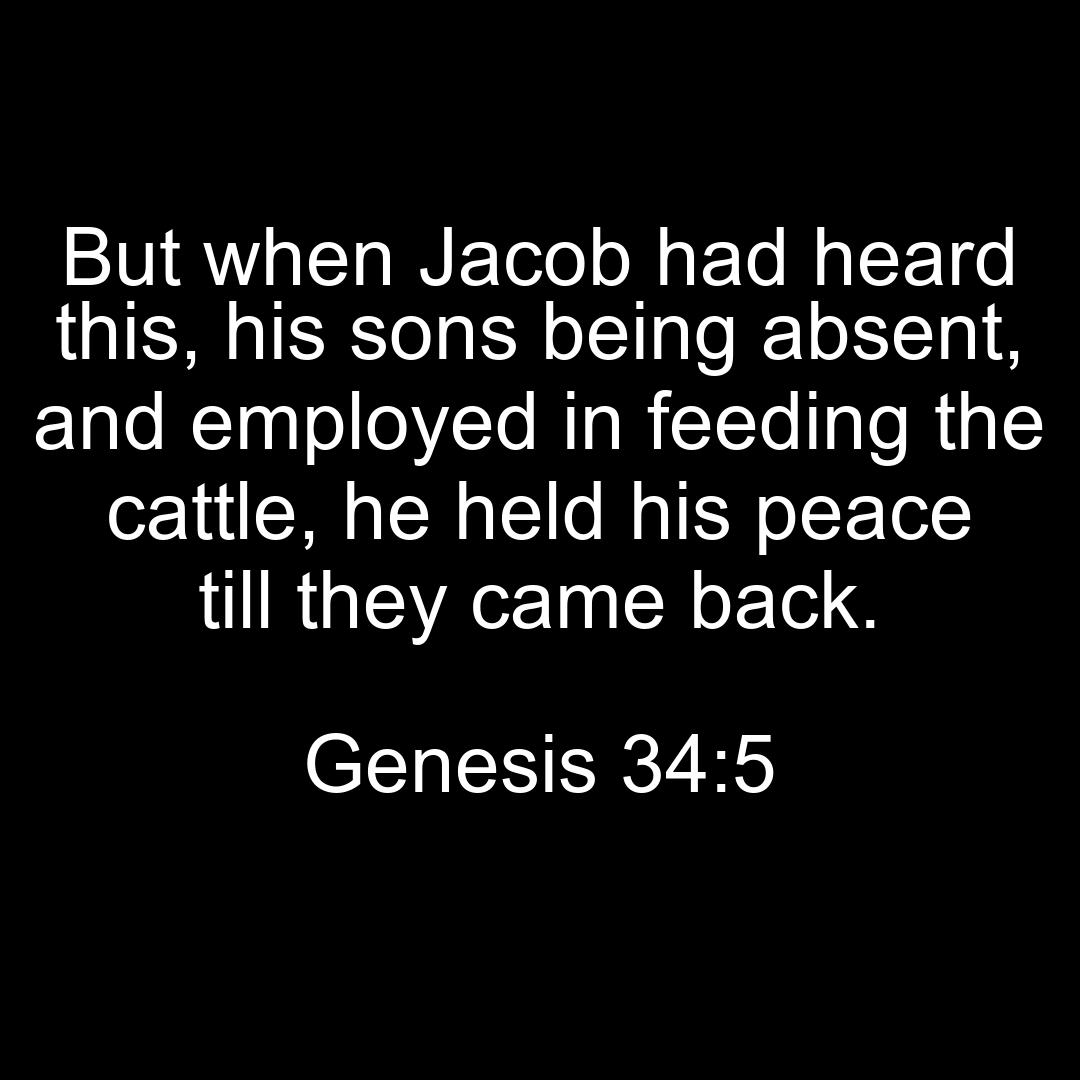 But when Jacob had heard
this, his sons being absent,
and employed in feeding the
cattle, he held his peace
till they came back.
Genesis 34:5